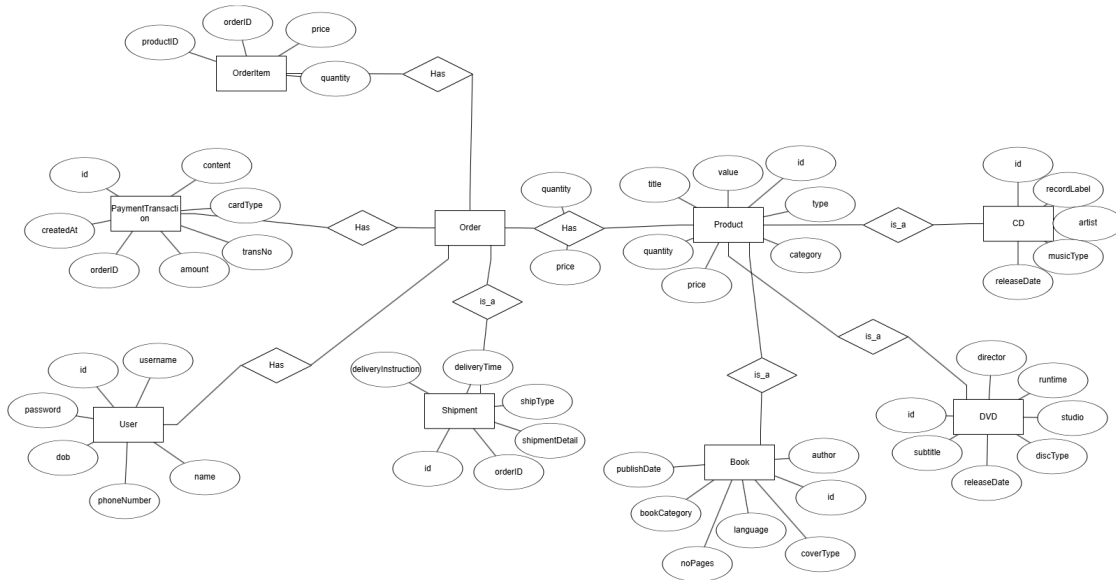 orderID
price
productID
OrderItem
quantity
Has
id
content
PaymentTransacti
on
cardType
createdAt
transNo
orderID
amount
Has
Order
quantity
Has
price
title
value
id
type
Product
quantity
category
price
is_a
id
recordLabel
artist
CD
musicType
releaseDate
is_a
is_a
is_a
Has
id
username
password
User
dob
name
phoneNumber
deliveryInstruction
deliveryTime
shipType
Shipment
shipmentDetail
id
orderID
publishDate
Book
author
id
bookCategory
language
coverType
noPages
director
runtime
id
DVD
studio
subtitle
discType
releaseDate